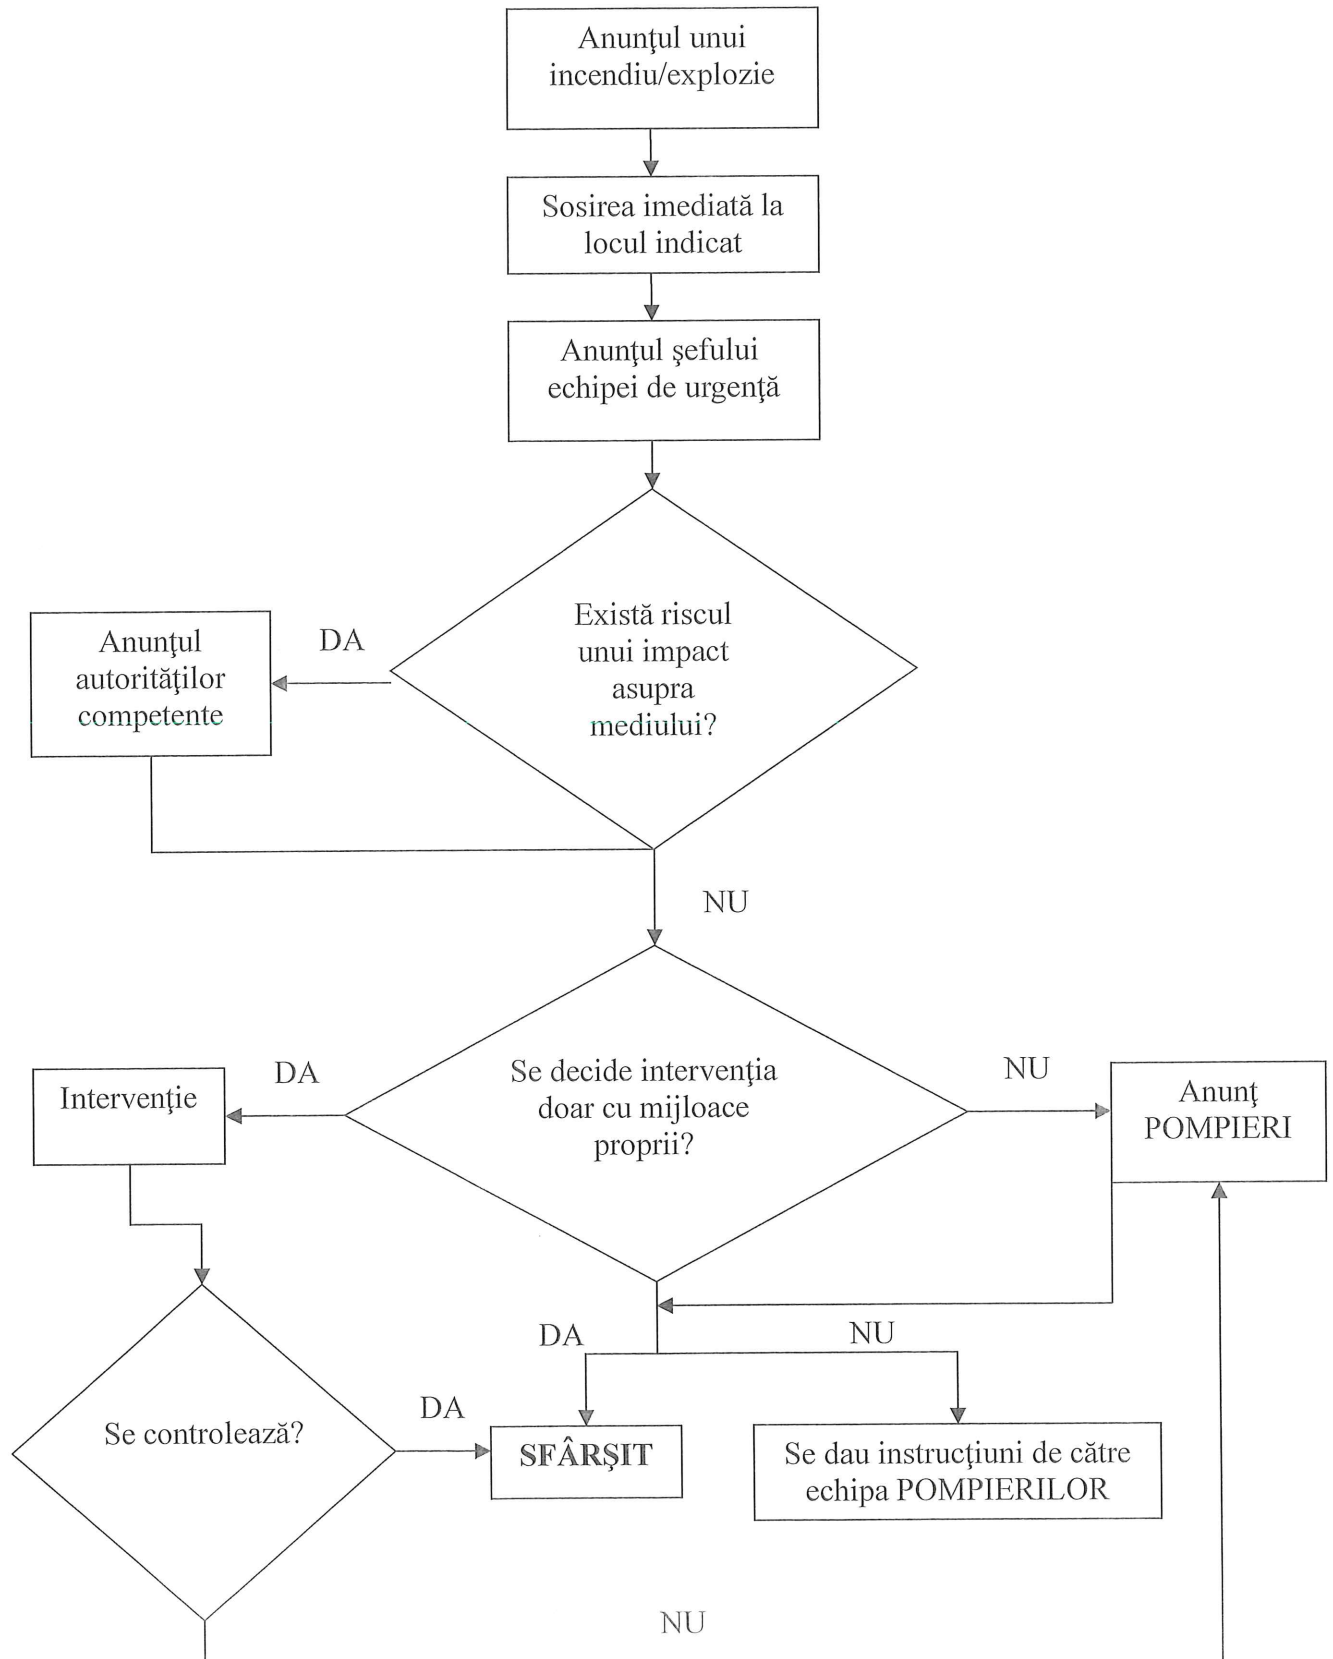 Anunţul unui
incendiu/explozie
Sosirea imediată la
locul indicat
Anunţul şefului
echipei de urgenţă
Există riscul
unui impact
asupra
mediului?
DA
Anunţul
autorităţilor
competente
NU
Se decide intervenţia
doar cu mijloace
proprii?
DA
Intervenţie
NU
Anunţ
POMPIERI
DA
NU
Se controlează?
DA
SFÂRŞIT
Se dau instrucţiuni de către
echipa POMPIERILOR
NU